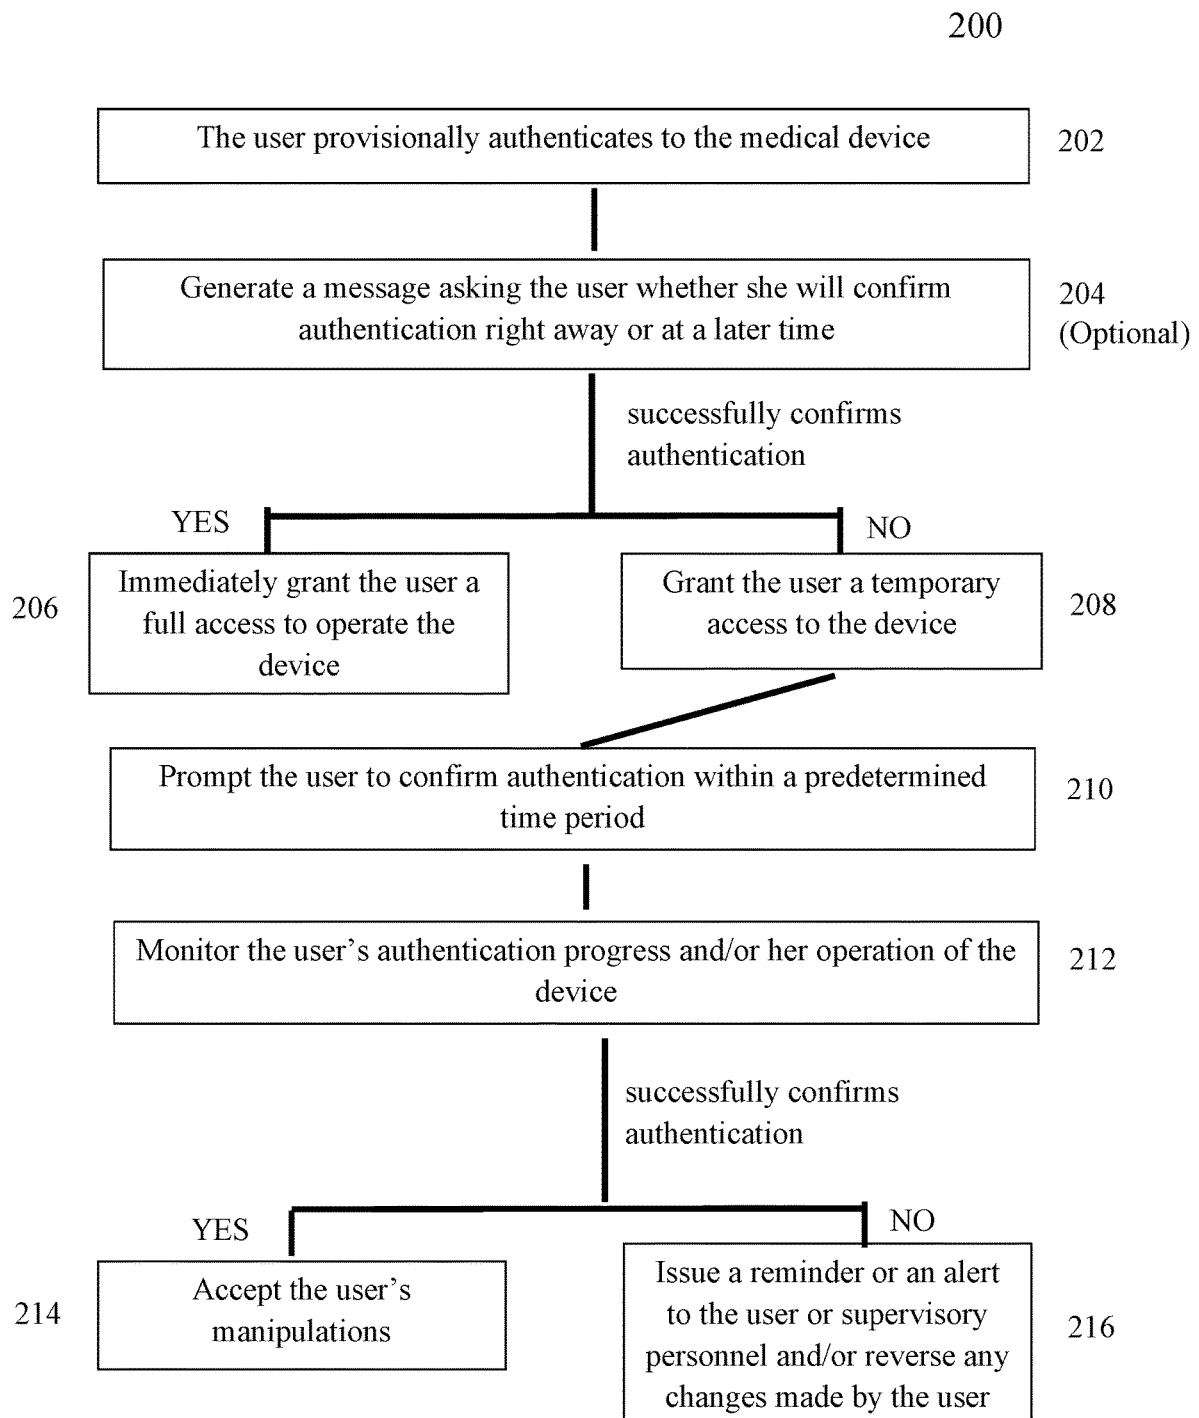 200
The user provisionally authenticates to the medical device
202
Generate a message asking the user whether she will confirm
authentication right away or at a later time
204
(Optional)
successfully confirms
authentication
YES
NO
206
Immediately grant the user a
full access to operate the
device
Grant the user a temporary
access to the device
208
Prompt the user to confirm authentication within a predetermined
time period
210
Monitor the user’s authentication progress and/or her operation of the
device
212
successfully confirms
authentication
YES
NO
214
Accept the user’s
manipulations
Issue a reminder or an alert
to the user or supervisory
personnel and/or reverse any
changes made by the user
216